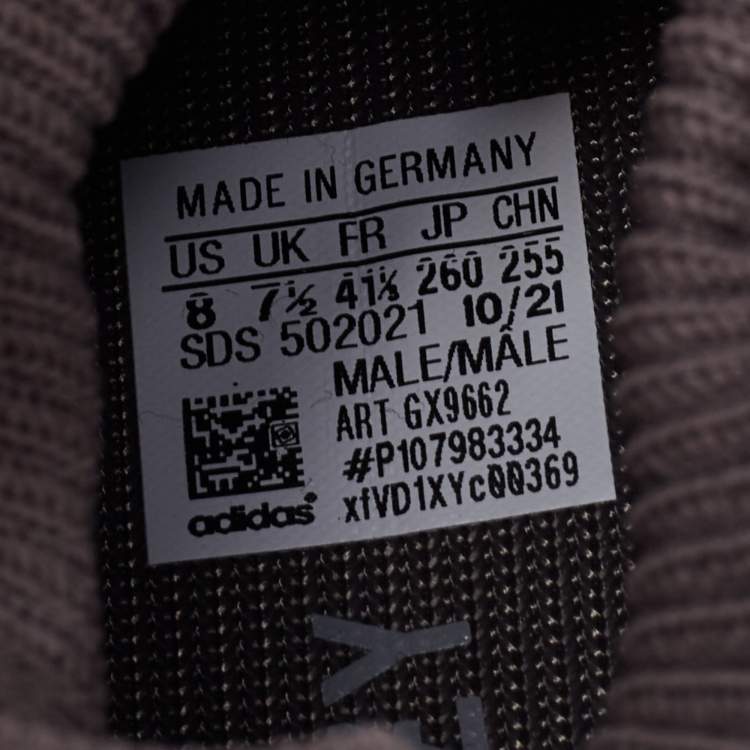 MADE IN GERMANY
US UK FR JP CHN
8 7½ 41⅓ 260 255
SDS 502021 10/21
MALE/MÂLE
ART GX9662
#P107983334
xfVD1XYc00369
adidas
LY